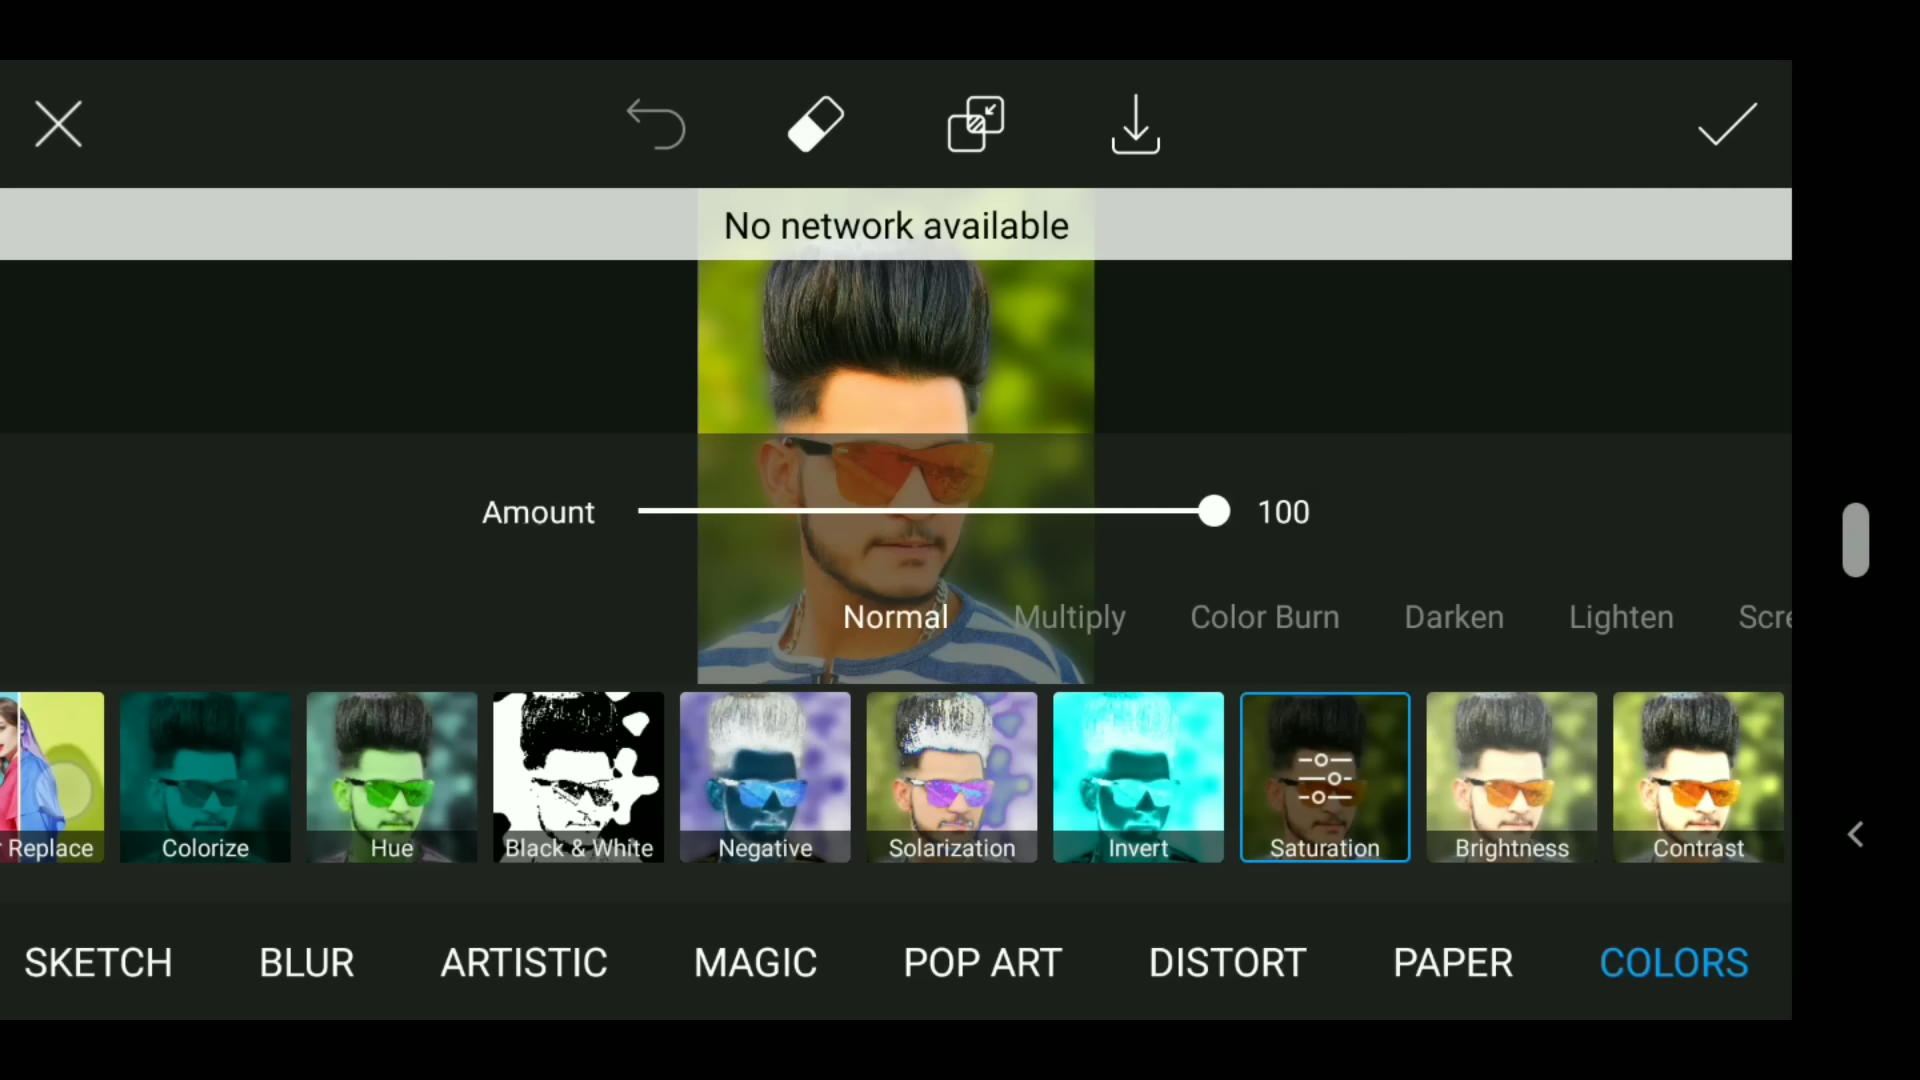 No network available
Amount 100
Normal Multiply Color Burn Darken Lighten Scre
Replace Colorize Hue Black & White Negative Solarization Invert Saturation Brightness Contrast
SKETCH BLUR ARTISTIC MAGIC POP ART DISTORT PAPER COLORS